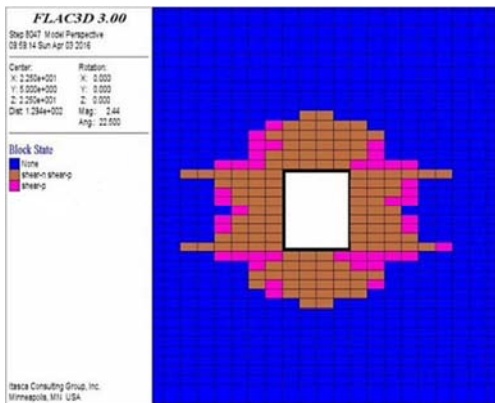 FLAC3D 3.00
Step 8047 Model Perspective
08:58:14 Sun Apr 03 2016
Center: Rotation:
X: 2.250e+001 X: 0.000
Y: 5.000e+000 Y: 0.000
Z: 2.250e+001 Z: 0.000
Dist: 1.284e+002 Mag.: 2.44
Ang.: 22.500
Block State
None
shear-n shear-p
shear-p
Itasca Consulting Group, Inc.
Minneapolis, MN USA